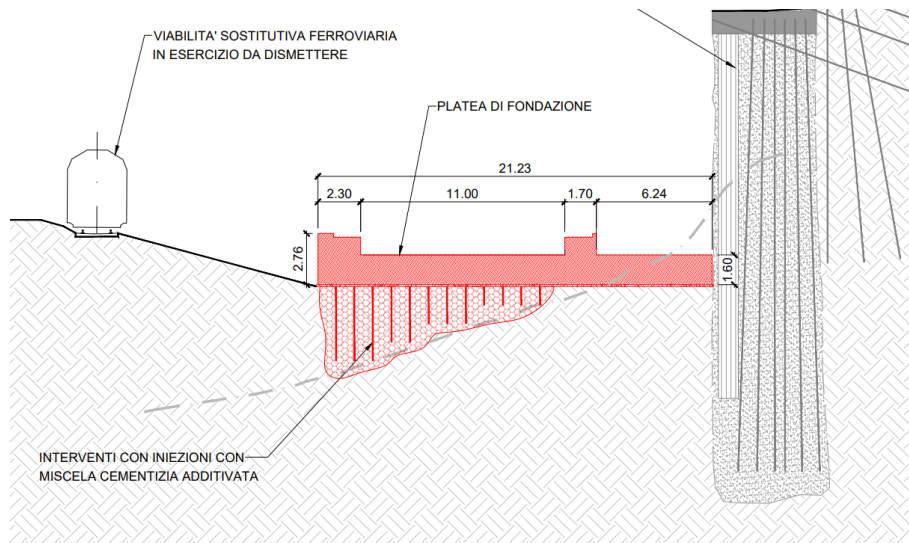 VIABILITA' SOSTITUTIVA FERROVIARIA
IN ESERCIZIO DA DISMETTERE
PLATEA DI FONDAZIONE
21.23
2.30
11.00
1.70
6.24
2.76
1.60
INTERVENTI CON INIEZIONI CON
MISCELA CEMENTIZIA ADDITIVATA